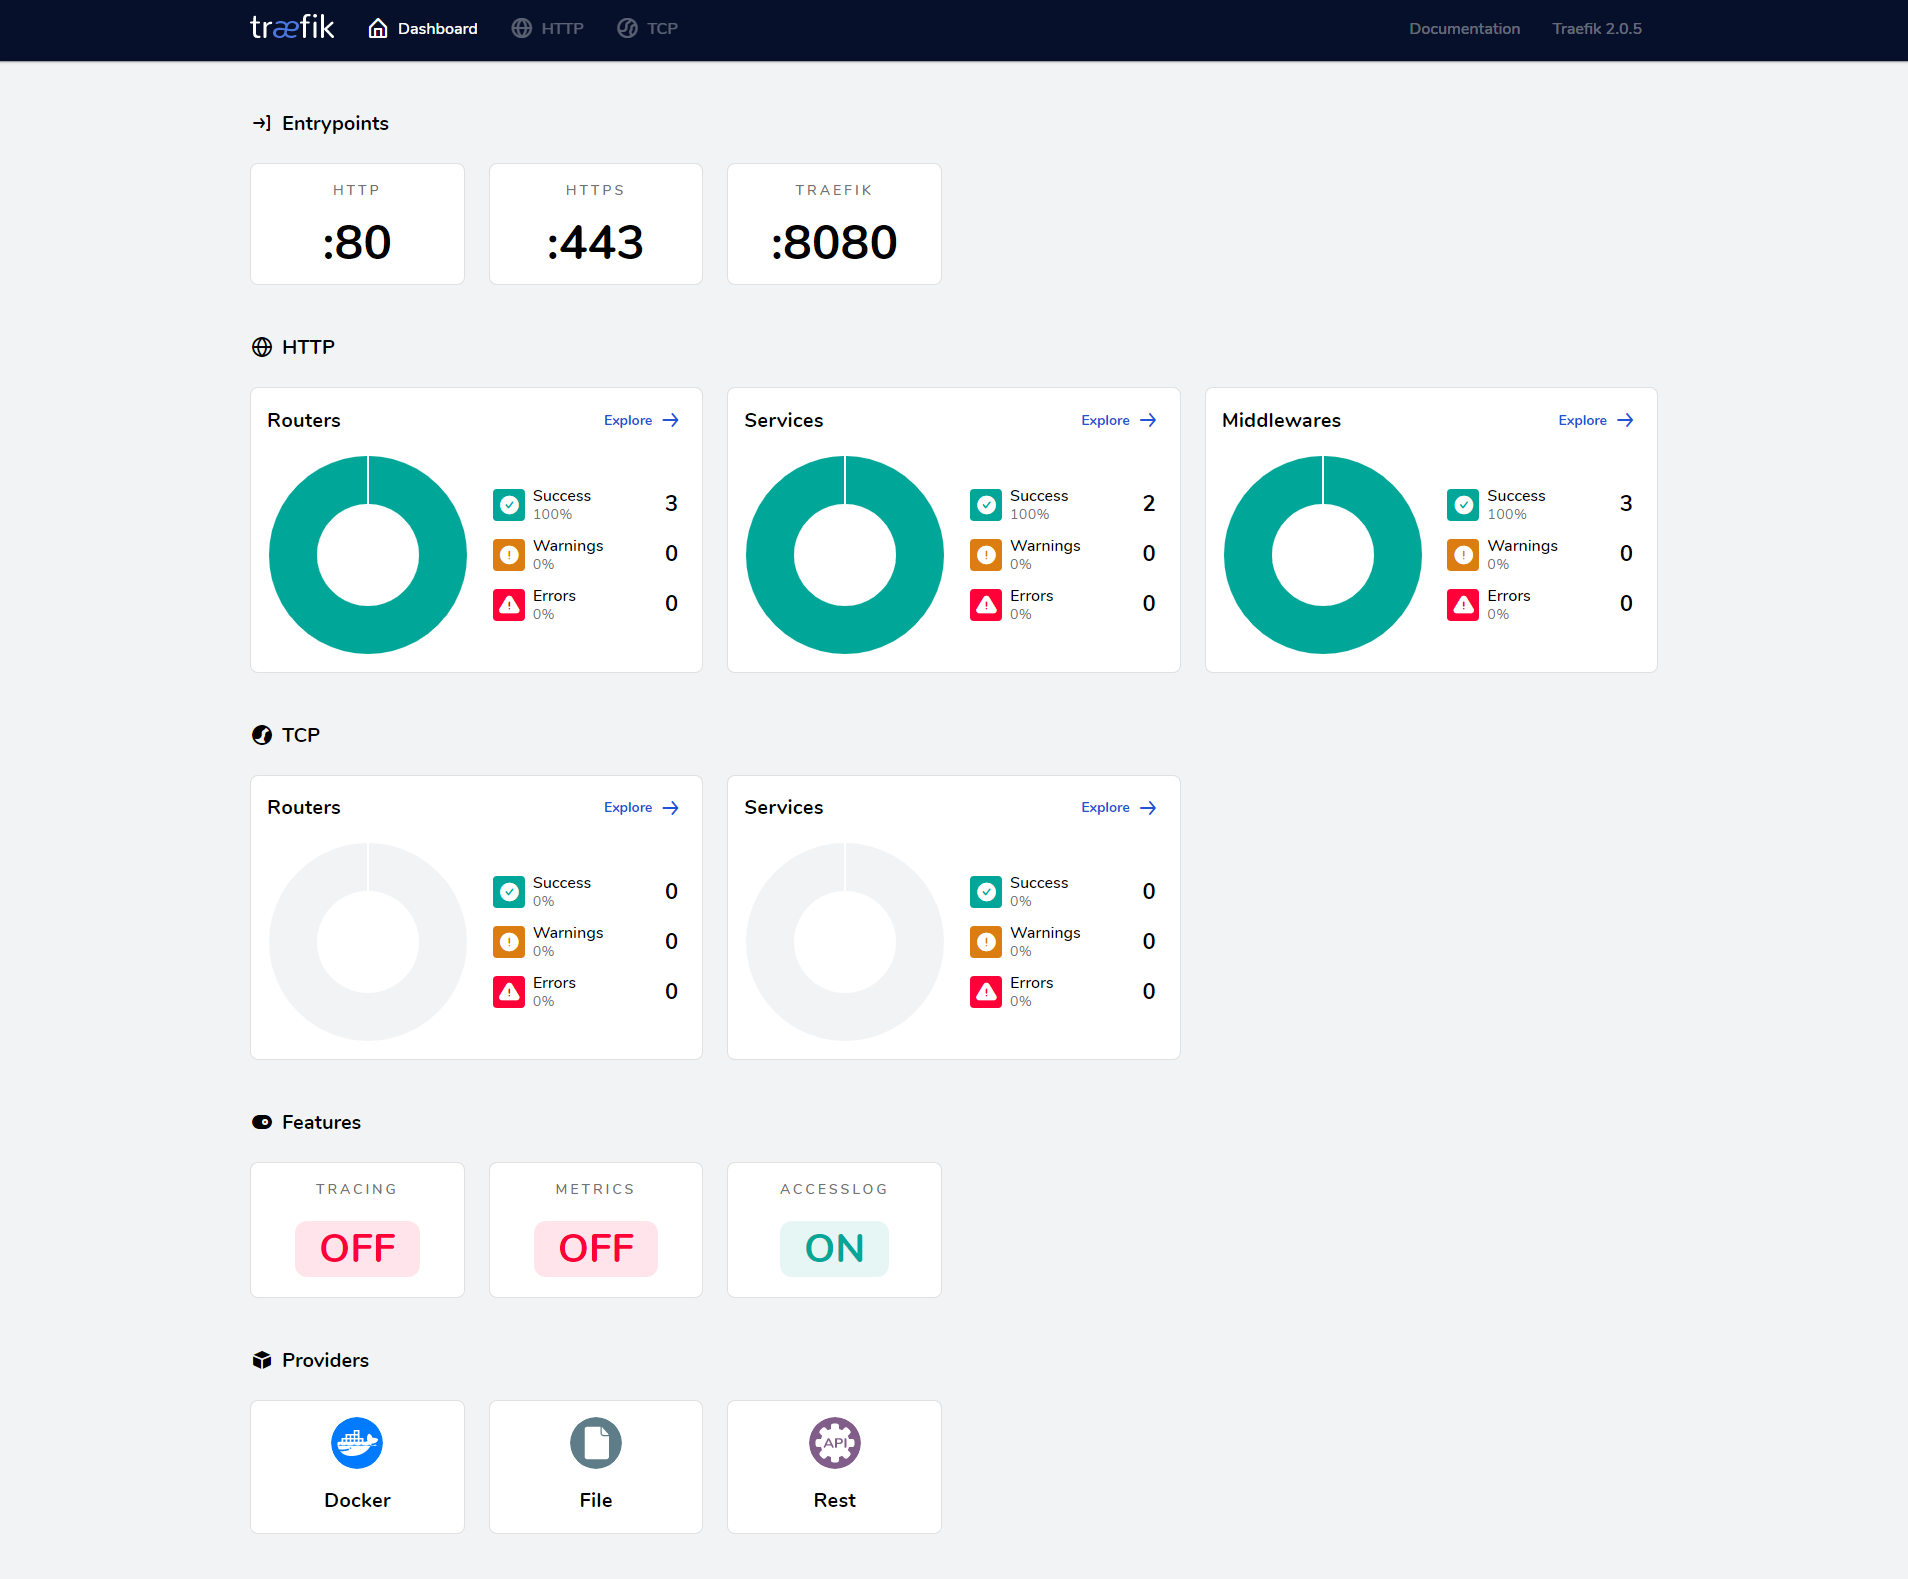 træfik Dashboard HTTP TCP Documentation Traefik 2.0.5
Entrypoints
HTTP HTTPS TRAEFIK
:80 :443 :8080
HTTP
Routers Explore
Success 3
100%
Warnings 0
0%
Errors 0
0%
Services Explore
Success 2
100%
Warnings 0
0%
Errors 0
0%
Middlewares Explore
Success 3
100%
Warnings 0
0%
Errors 0
0%
TCP
Routers Explore
Success 0
0%
Warnings 0
0%
Errors 0
0%
Services Explore
Success 0
0%
Warnings 0
0%
Errors 0
0%
Features
TRACING METRICS ACCESSLOG
OFF OFF ON
Providers
API
Docker File Rest